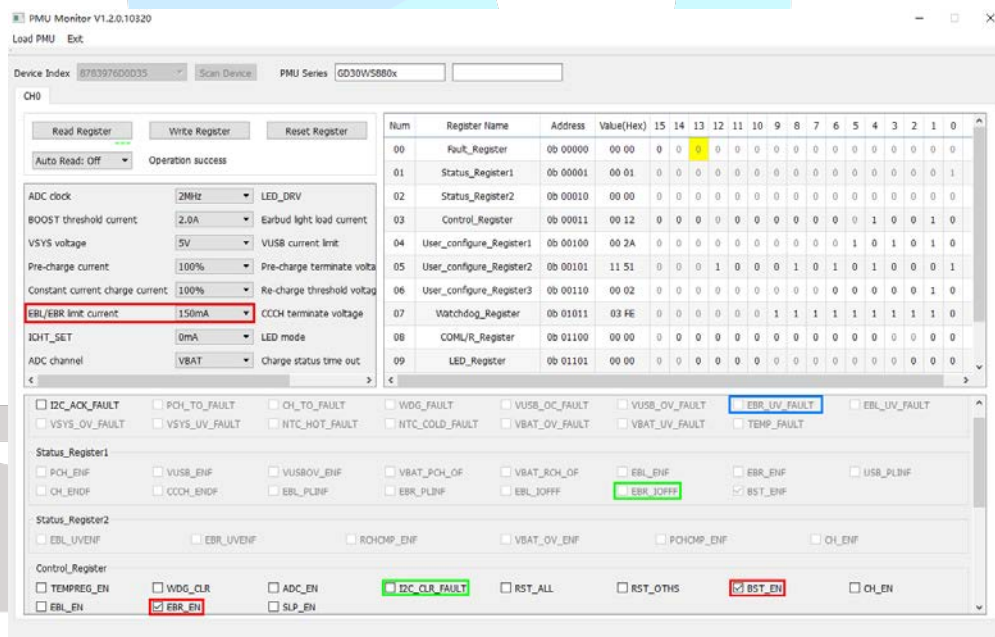 PMU Monitor V1.2.0.10320
Load PMU Exit
Device Index 8783976D0D35 Scan Device PMU Series GD30WS880x
CH0
Read Register Write Register Reset Register
Auto Read: Off Operation success
ADC clock 2MHz LED_DRV
BOOST threshold current 2.0A Earbud light load current
VSYS voltage 5V VUSB current limit
Pre-charge current 100% Pre-charge terminate volta
Constant current charge current 100% Re-charge threshold voltag
EBL/EBR limit current 150mA CCCH terminate voltage
ICHT_SET 0mA LED mode
ADC channel VBAT Charge status time out
Num Register Name Address Value(Hex) 15 14 13 12 11 10 9 8 7 6 5 4 3 2 1 0
00 Fault_Register 0b 00000 00 00 0 0 0 0 0 0 0 0 0 0 0 0 0 0 0 0
01 Status_Register1 0b 00001 00 01 0 0 0 0 0 0 0 0 0 0 0 0 0 0 0 1
02 Status_Register2 0b 00010 00 00 0 0 0 0 0 0 0 0 0 0 0 0 0 0 0 0
03 Control_Register 0b 00011 00 12 0 0 0 0 0 0 0 0 0 0 0 1 0 0 1 0
04 User_configure_Register1 0b 00100 00 2A 0 0 0 0 0 0 0 0 0 0 1 0 1 0 1 0
05 User_configure_Register2 0b 00101 11 51 0 0 0 1 0 0 0 1 0 1 0 1 0 0 0 1
06 User_configure_Register3 0b 00110 00 02 0 0 0 0 0 0 0 0 0 0 0 0 0 0 1 0
07 Watchdog_Register 0b 01011 03 FE 0 0 0 0 0 0 1 1 1 1 1 1 1 1 1 0
08 COML/R_Register 0b 01100 00 00 0 0 0 0 0 0 0 0 0 0 0 0 0 0 0 0
09 LED_Register 0b 01101 00 00 0 0 0 0 0 0 0 0 0 0 0 0 0 0 0 0
I2C_ACK_FAULT PCH_TO_FAULT CH_TO_FAULT WDG_FAULT VUSB_OC_FAULT VUSB_OV_FAULT EBR_UV_FAULT EBL_UV_FAULT
VSYS_OV_FAULT VSYS_UV_FAULT NTC_HOT_FAULT NTC_COLD_FAULT VBAT_OV_FAULT VBAT_UV_FAULT TEMP_FAULT
Status_Register1
PCH_ENF VUSB_ENF VUSBOV_ENF VBAT_PCH_OF VBAT_RCH_OF EBL_ENF EBR_ENF USB_PLINF
CH_ENDF CCCH_ENDF EBL_PLINF EBR_PLINF EBL_IOFFF EBR_IOFFF BST_ENF
Status_Register2
EBL_UVENF EBR_UVENF RCHCMP_ENF VBAT_OV_ENF PCHCMP_ENF CH_ENF
Control_Register
TEMPREG_EN WDG_CLR ADC_EN I2C_CLR_FAULT RST_ALL RST_OTHS BST_EN CH_EN
EBL_EN EBR_EN SLP_EN